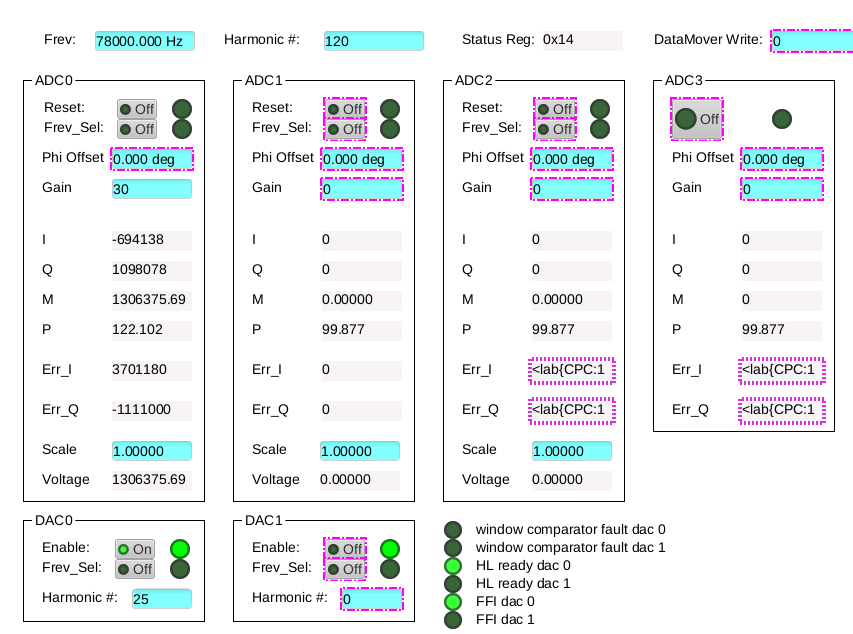 Frev: 78000.000 Hz Harmonic #: 120 Status Reg: 0x14 DataMover Write: 0
ADC0
Reset: Off
Frev_Sel: Off
Phi Offset 0.000 deg
Gain 30
I -694138
Q 1098078
M 1306375.69
P 122.102
Err_I 3701180
Err_Q -1111000
Scale 1.00000
Voltage 1306375.69
ADC1
Reset: Off
Frev_Sel: Off
Phi Offset 0.000 deg
Gain 0
I 0
Q 0
M 0.00000
P 99.877
Err_I 0
Err_Q 0
Scale 1.00000
Voltage 0.00000
ADC2
Reset: Off
Frev_Sel: Off
Phi Offset 0.000 deg
Gain 0
I 0
Q 0
M 0.00000
P 99.877
Err_I <lab{CPC:1
Err_Q <lab{CPC:1
Scale 1.00000
Voltage 0.00000
ADC3
Off
Phi Offset 0.000 deg
Gain 0
I 0
Q 0
M 0
P 99.877
Err_I <lab{CPC:1
Err_Q <lab{CPC:1
DAC0
Enable: On
Frev_Sel: Off
Harmonic #: 25
DAC1
Enable: Off
Frev_Sel: Off
Harmonic #: 0
window comparator fault dac 0
window comparator fault dac 1
HL ready dac 0
HL ready dac 1
FFI dac 0
FFI dac 1